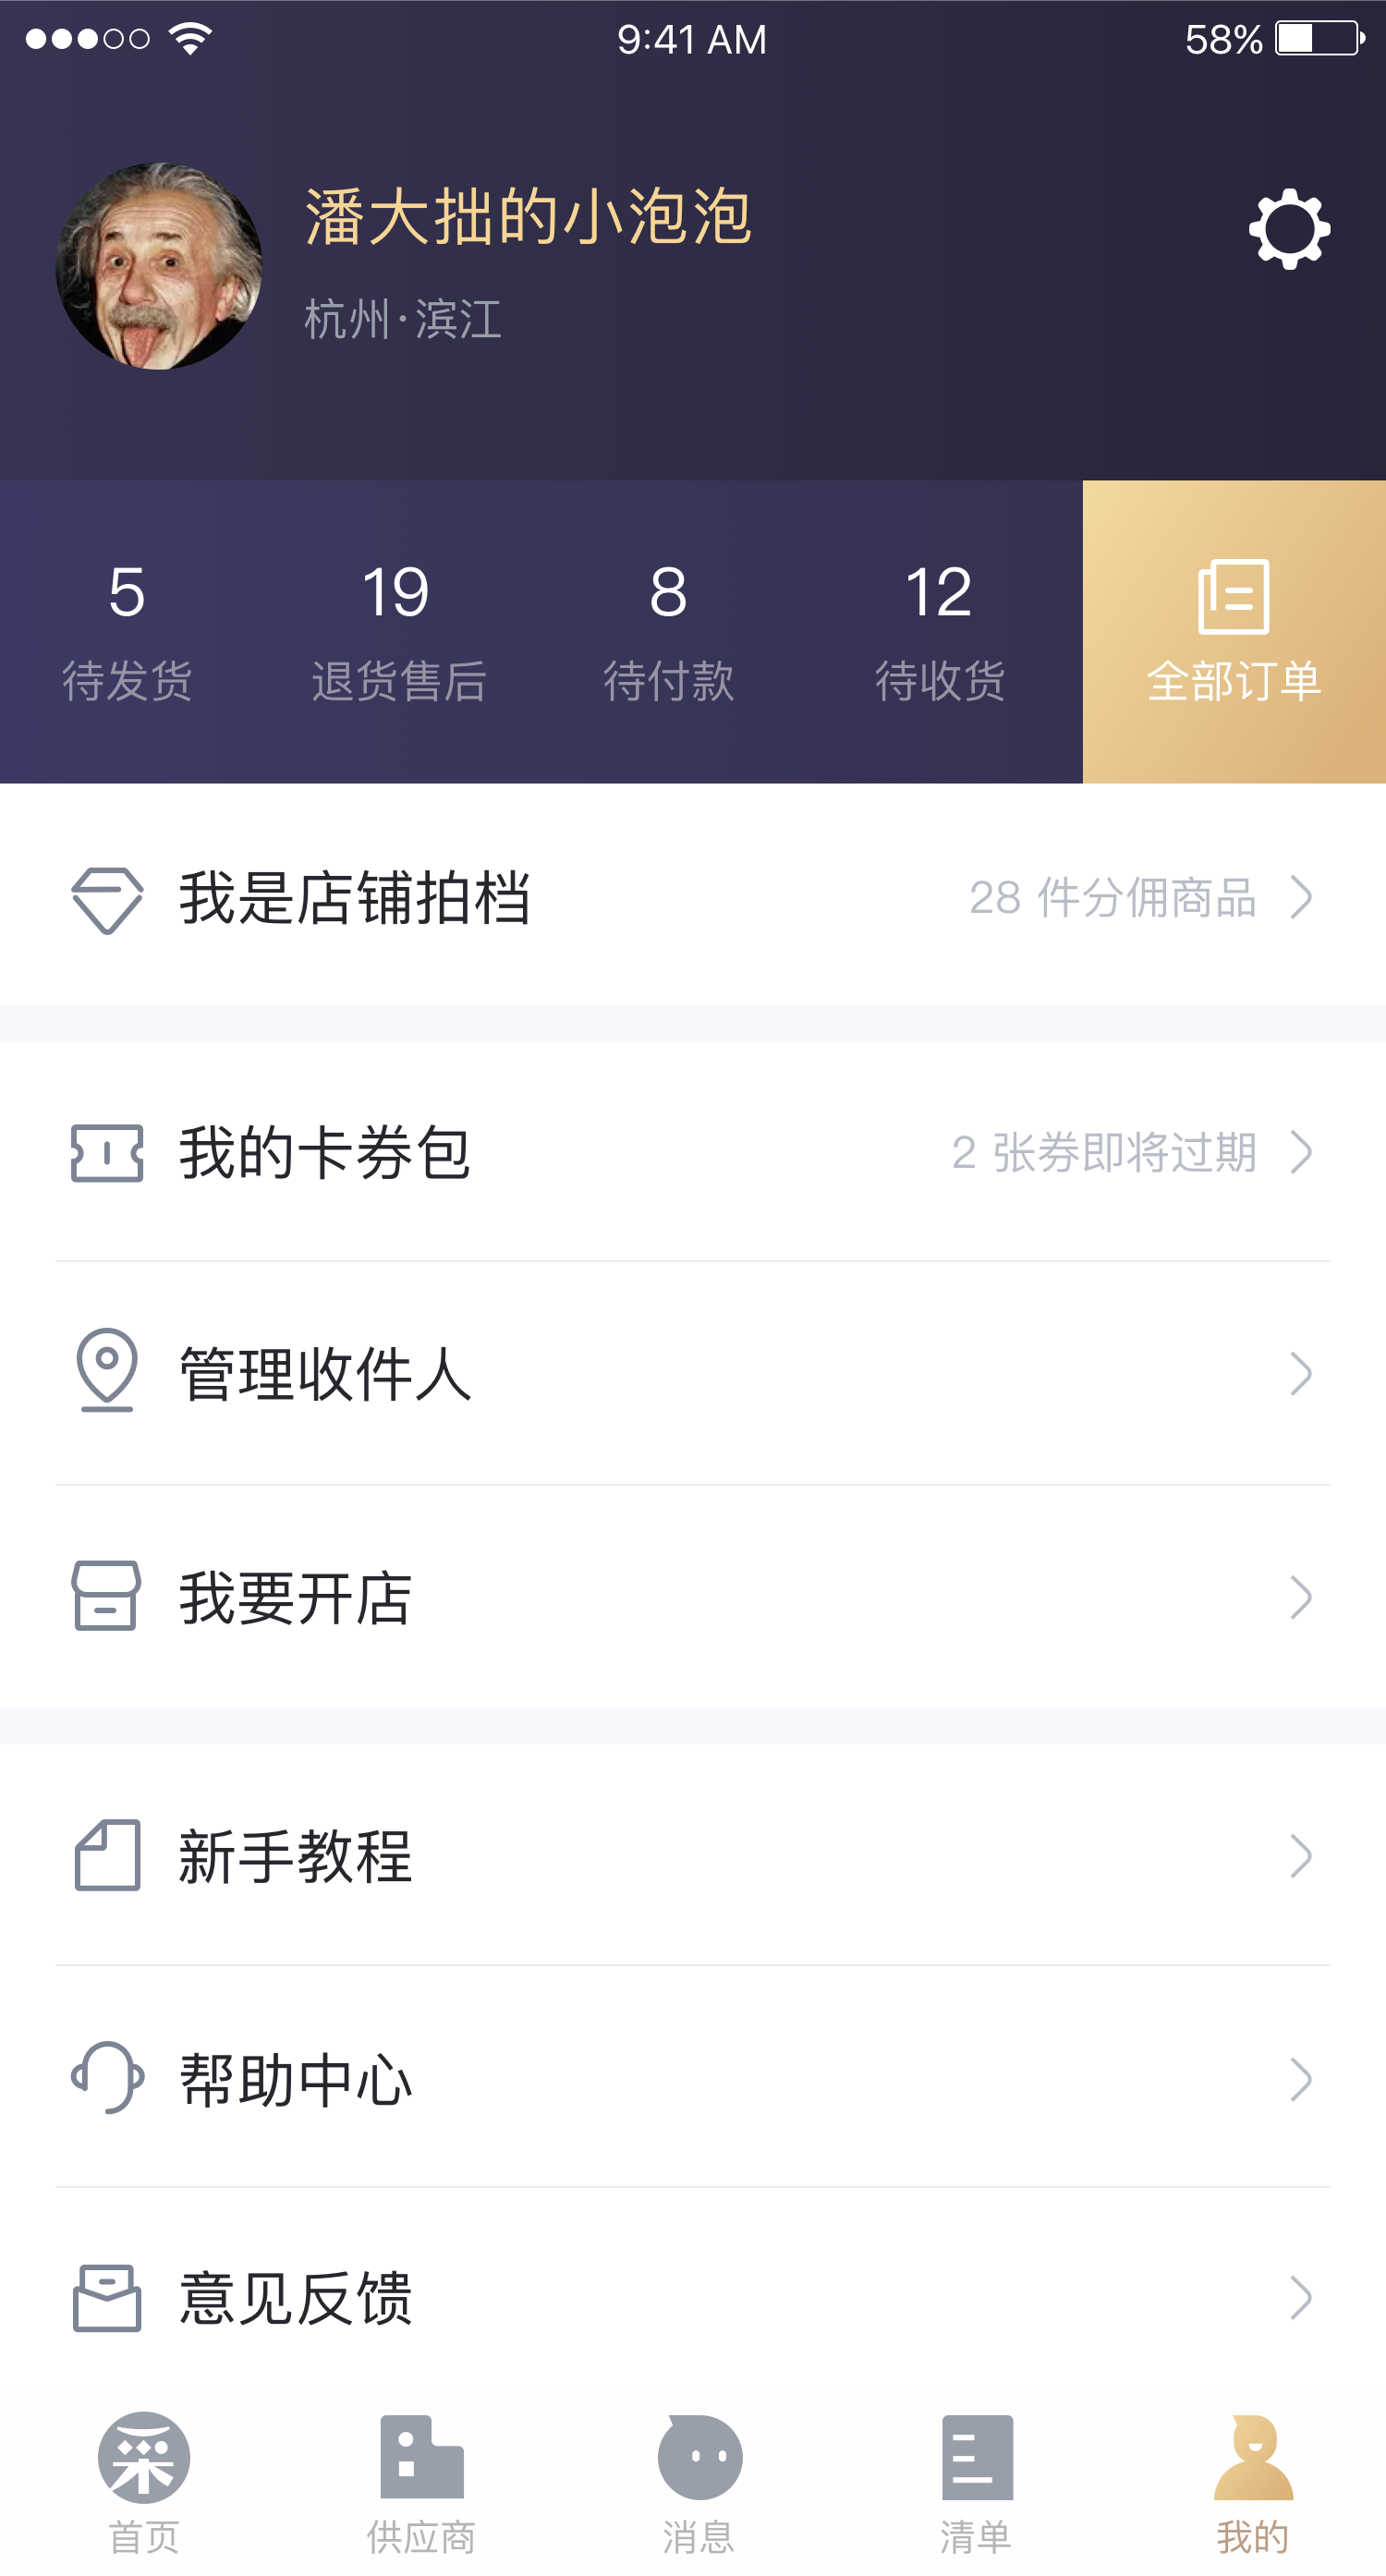 9:41 AM 58%
潘大拙的小泡泡
杭州·滨江
5 19 8 12
待发货 退货售后 待付款 待收货 全部订单
我是店铺拍档 28 件分佣商品
我的卡券包 2 张券即将过期
管理收件人
我要开店
新手教程
帮助中心
意见反馈
采
首页 供应商 消息 清单 我的